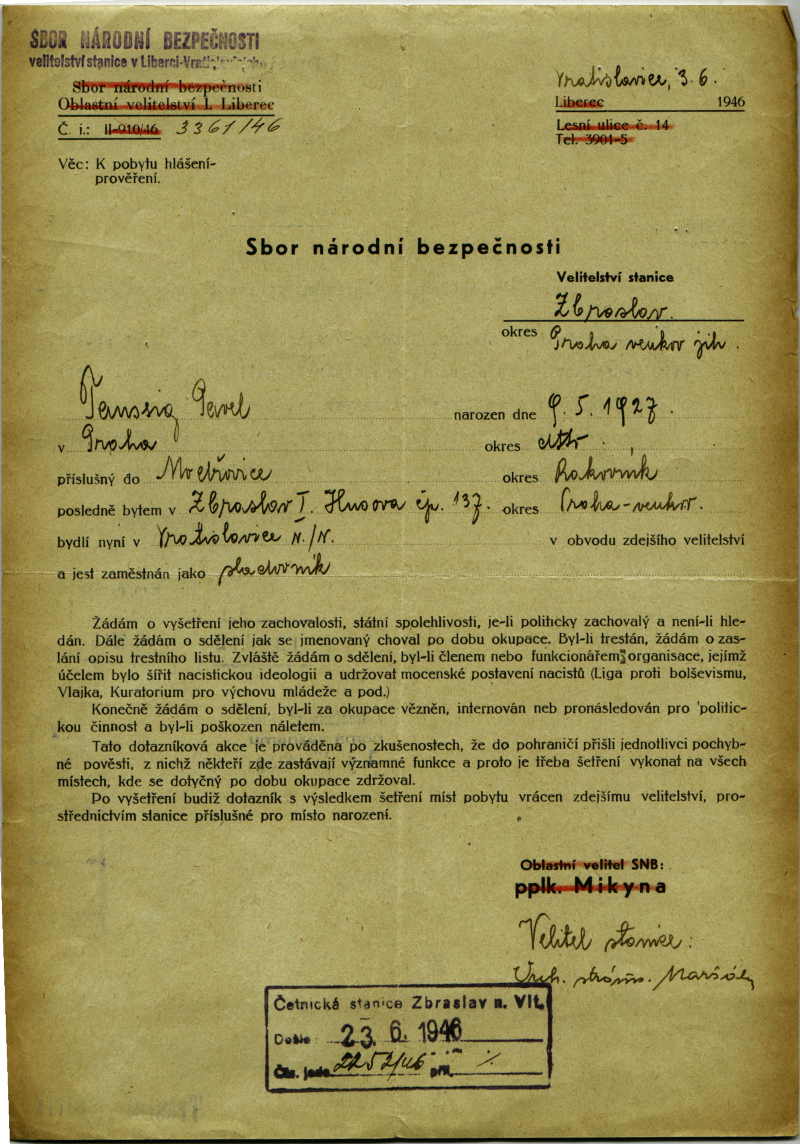 SBOR NÁRODNÍ BEZPEČNOSTI
velitelství stanice v Liberci-
Sbor národní bezpečnosti
Oblastní velitelství I. Liberec
Č. j.: II-910/46 3361/46
Věc: K pobytu hlášení-
prověření.
Vratislavice, 3. 6.
Liberec 1946
Lesní ulice č. 14
Tel. 3901-5
Sbor národní bezpečnosti
Velitelství stanice
Zbraslav.
okres Praha venkov jih.
Taussig Pavel narozen dne 9. 5. 1927.
v Praha okres
příslušný do okres Rakovník
posledně bytem v Zbraslav I. Husova čp. 137. okres Praha-venkov.
bydlí nyní v Vratislavice n./N. v obvodu zdejšího velitelství
a jest zaměstnán jako sladovník
Žádám o vyšetření jeho zachovalosti, státní spolehlivosti, je-li politicky zachovalý a není-li hle-
dán. Dále žádám o sdělení jak se jmenovaný choval po dobu okupace. Byl-li trestán, žádám o zas-
lání opisu trestního listu. Zvláště žádám o sdělení, byl-li členem nebo funkcionářem organisace, jejímž
účelem bylo šířit nacistickou ideologii a udržovat mocenské postavení nacistů (Liga proti bolševismu,
Vlajka, Kuratorium pro výchovu mládeže a pod.)
Konečně žádám o sdělení, byl-li za okupace vězněn, internován neb pronásledován pro politic-
kou činnost a byl-li poškozen náletem.
Tato dotazníková akce je prováděna po zkušenostech, že do pohraničí přišli jednotlivci pochyb-
né pověsti, z nichž někteří zde zastávají významné funkce a proto je třeba šetření vykonat na všech
místech, kde se dotyčný po dobu okupace zdržoval.
Po vyšetření budiž dotazník s výsledkem šetření míst pobytu vrácen zdejšímu velitelství, pro-
střednictvím stanice příslušné pro místo narození.
Oblastní velitel SNB:
pplk. Mikyna
Velitel stanice:
Vrch. strážm.
Četnická stanice Zbraslav n. Vlt.
Došlo 23. 6. 1946
Čís. jedn. 2252/46 příl. %